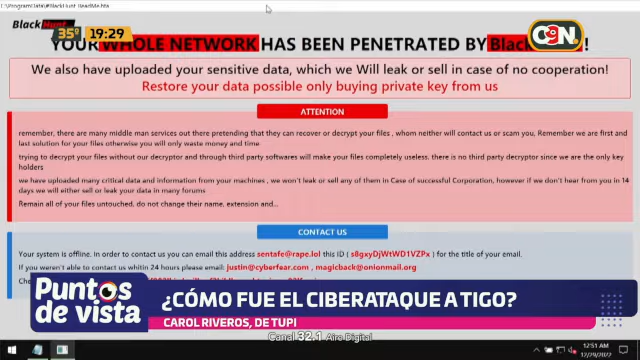 C:\ProgramData\#BlackHunt_ReadMe.hta
BlackHunt
35º 19:29
C9N
YOUR WHOLE NETWORK HAS BEEN PENETRATED BY Black !
We also have uploaded your sensitive data, which we Will leak or sell in case of no cooperation!
Restore your data possible only buying private key from us
ATTENTION
remember, there are many middle man services out there pretending that they can recover or decrypt your files , whom neither will contact us or scam you, Remember we are first and
last solution for your files otherwise you will only waste money and time
trying to decrypt your files without our decryptor and through third party softwares will make your files completely useless. there is no third party decryptor since we are the only key
holders
we have uploaded many critical data and information from your machines , we won't leak or sell any of them in Case of successful Corporation, however if we don't hear from you in 14
days we will either sell or leak your data in many forums
Remain all of your files untouched, do not change their name, extension and...
CONTACT US
Your system is offline. in order to contact us you can email this address sentafe@rape.lol this ID ( s8gxyDjWtWD1VZPx ) for the title of your email.
If you weren't able to contact us whitin 24 hours please email: Justin@cyberfear.com , magicback@onionmail.org
Che
Puntos
de vista
¿CÓMO FUE EL CIBERATAQUE A TIGO?
CAROL RIVEROS, DE TUPI
Canal 32.1 Aire Digital
12:51 AM
12/29/2022